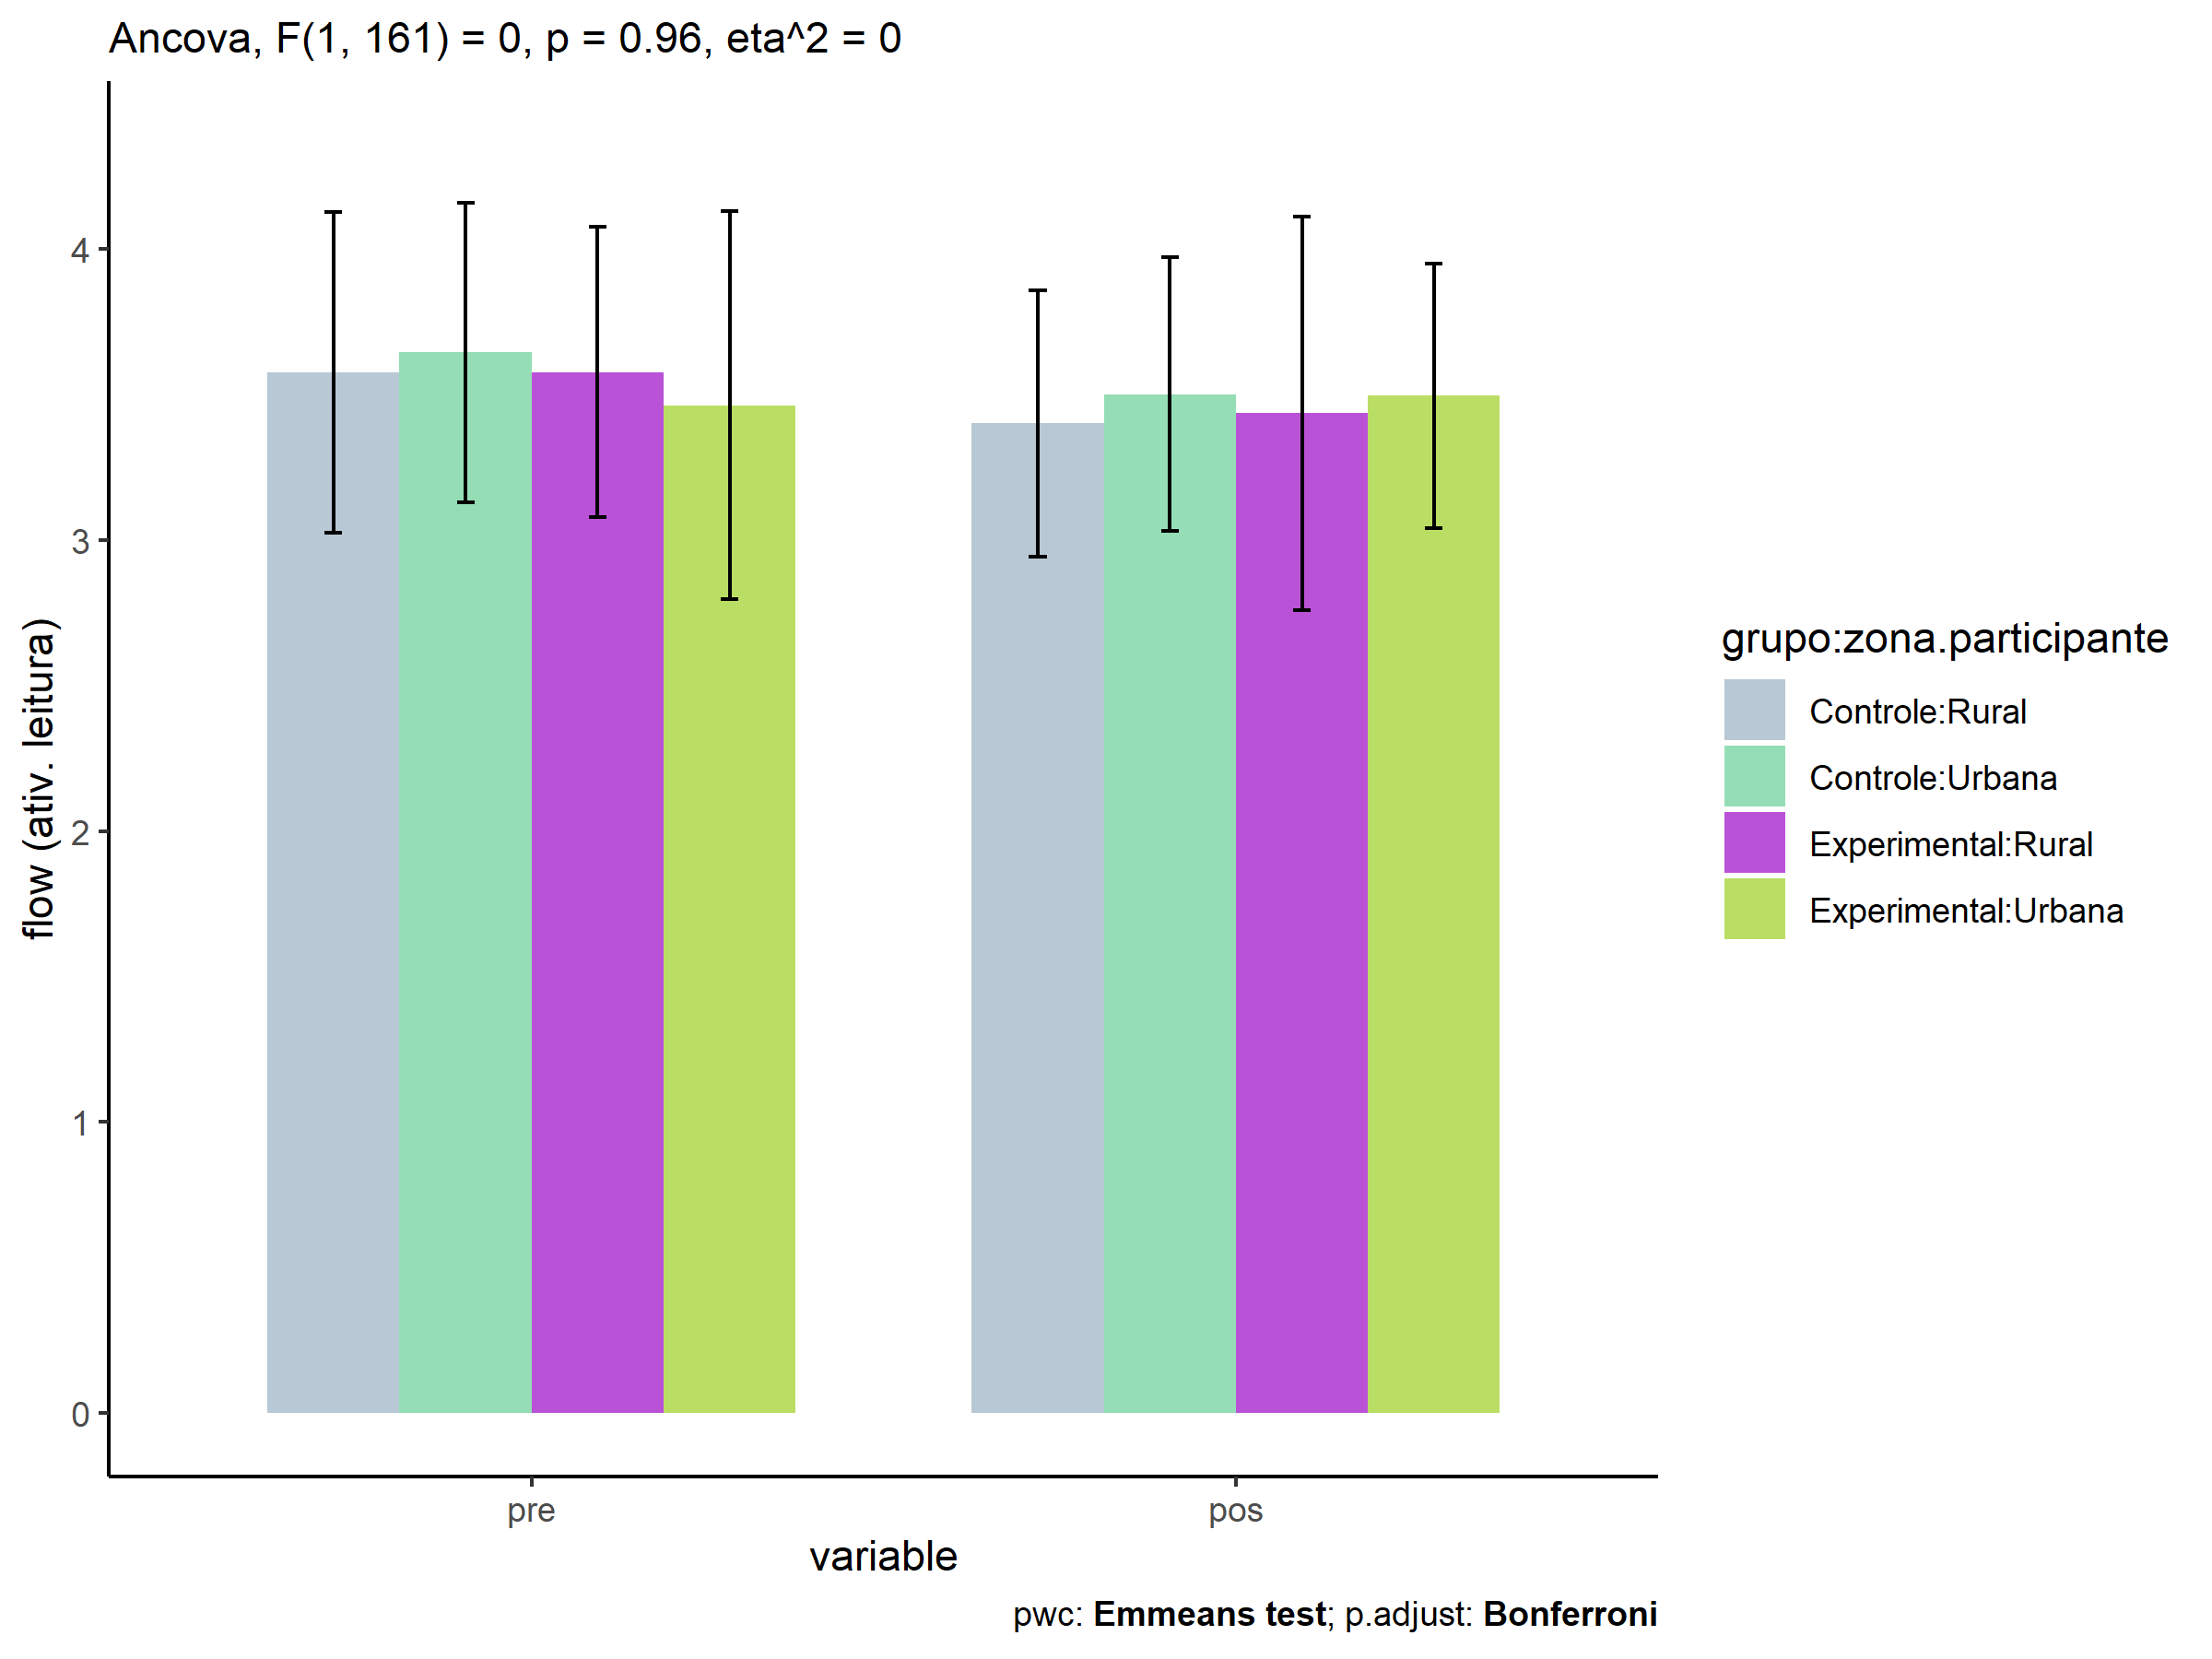 Ancova, F(1, 161) = 0, p = 0.96, eta^2 = 0
flow (ativ. leitura)
4
3
2
1
0
pre
pos
variable
pwc: Emmeans test; p.adjust: Bonferroni
grupo:zona.participante
Controle:Rural
Controle:Urbana
Experimental:Rural
Experimental:Urbana